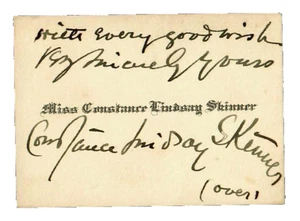 with every good wish
Very sincerely yours
Miss Constance Lindsay Skinner
Constance Lindsay Skinner
(over)